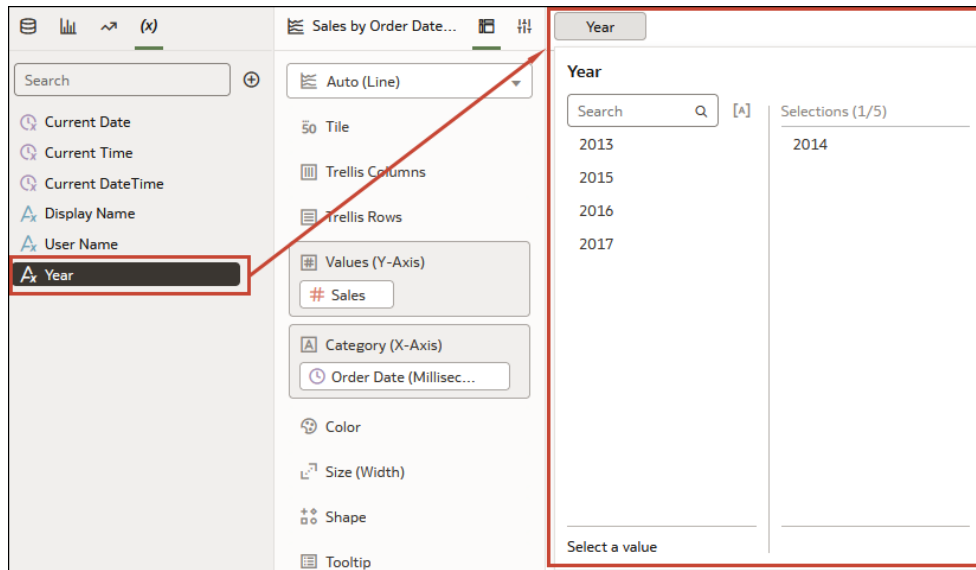 (x)
Search
Current Date
Current Time
Current DateTime
Display Name
User Name
Year
Sales by Order Date...
Auto (Line)
50 Tile
Trellis Columns
Trellis Rows
# Values (Y-Axis)
# Sales
A Category (X-Axis)
Order Date (Millisec...
Color
Size (Width)
Shape
Tooltip
Year
Year
Search
[A]
Selections (1/5)
2013
2014
2015
2016
2017
Select a value